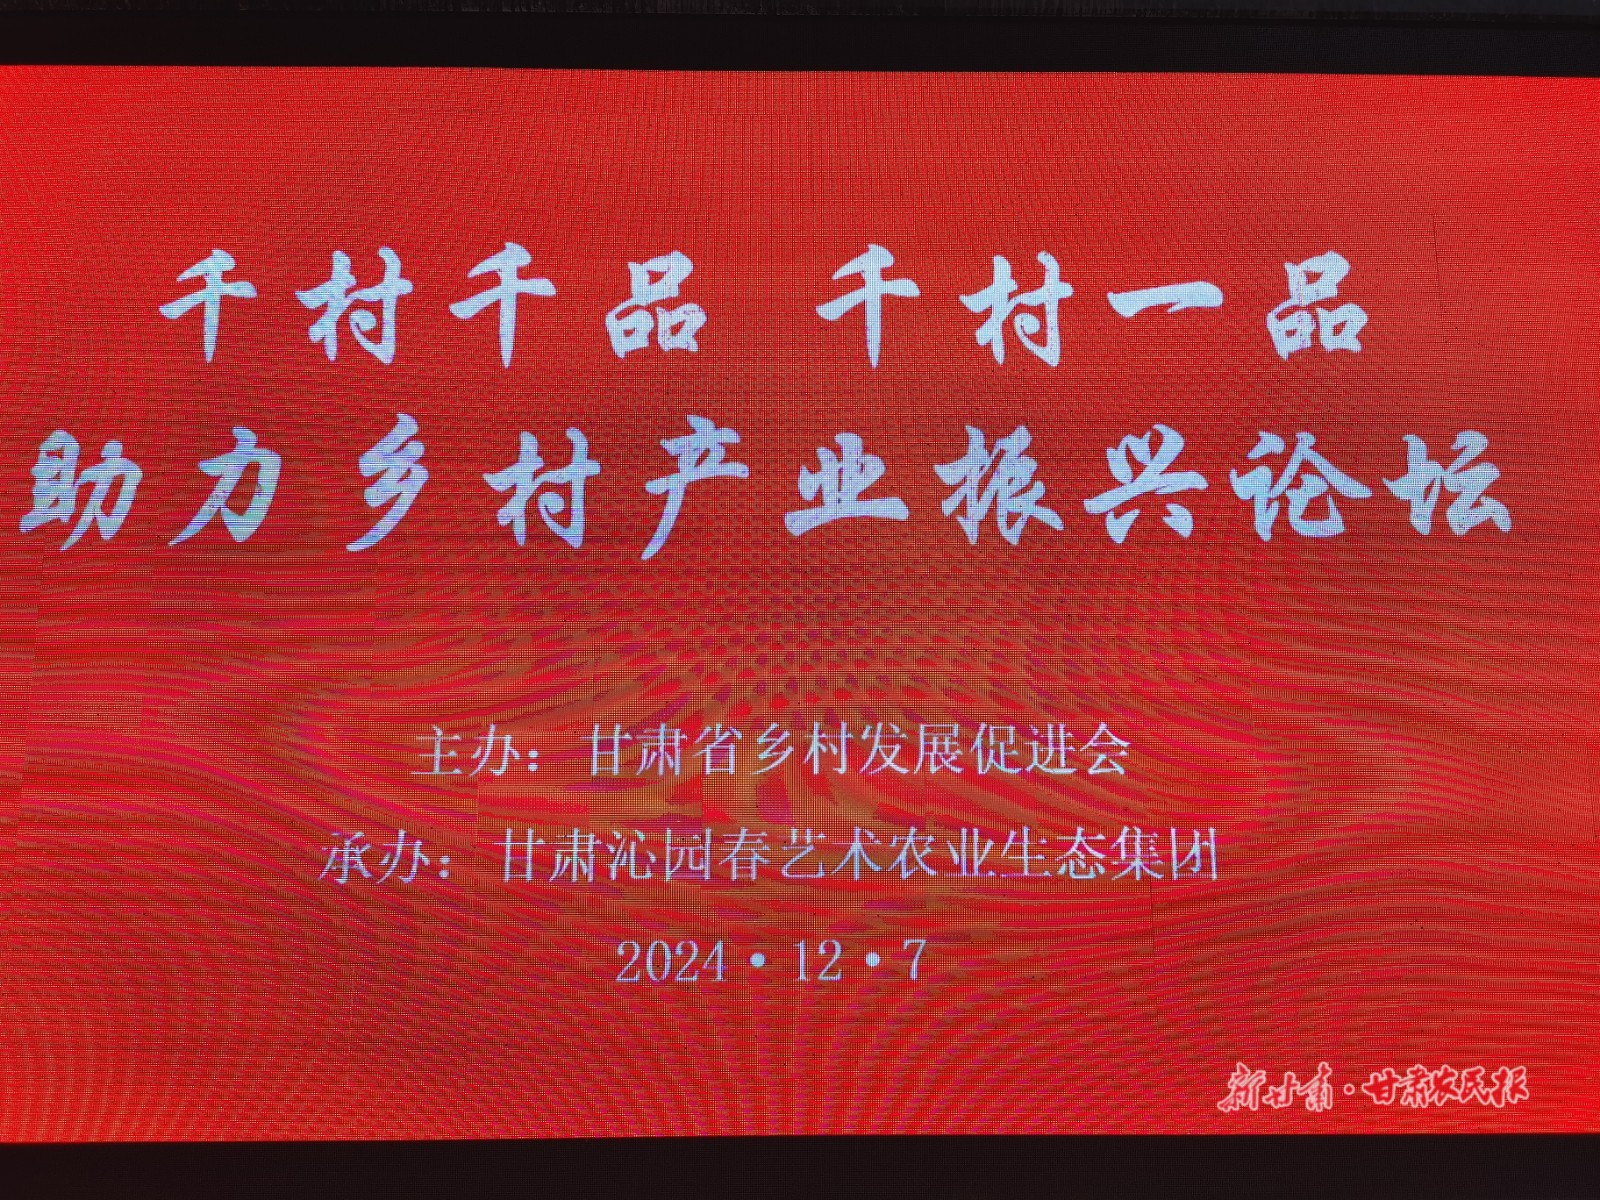 千村千品 千村一品
助力乡村产业振兴论坛
主办：甘肃省乡村发展促进会
承办：甘肃沁园春艺术农业生态集团
2024·12·7
新甘肃·甘肃农民报